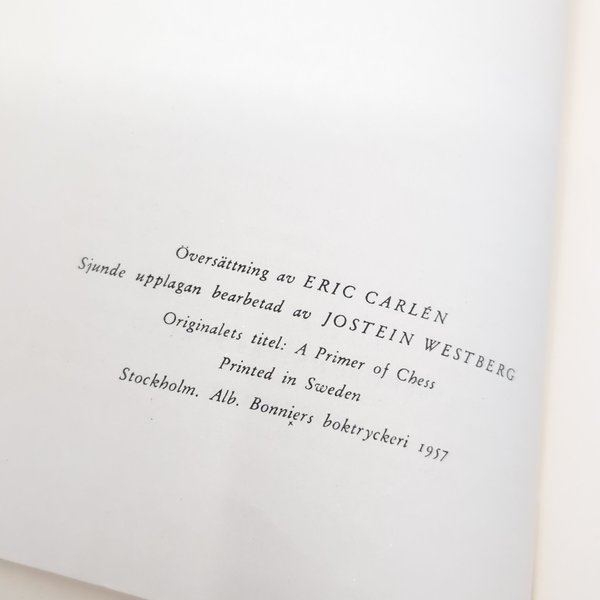 Översättning av ERIC CARLÉN
Sjunde upplagan bearbetad av JOSTEIN WESTBERG
Originalets titel: A Primer of Chess
Printed in Sweden
Stockholm. Alb. Bonniers boktryckeri 1957